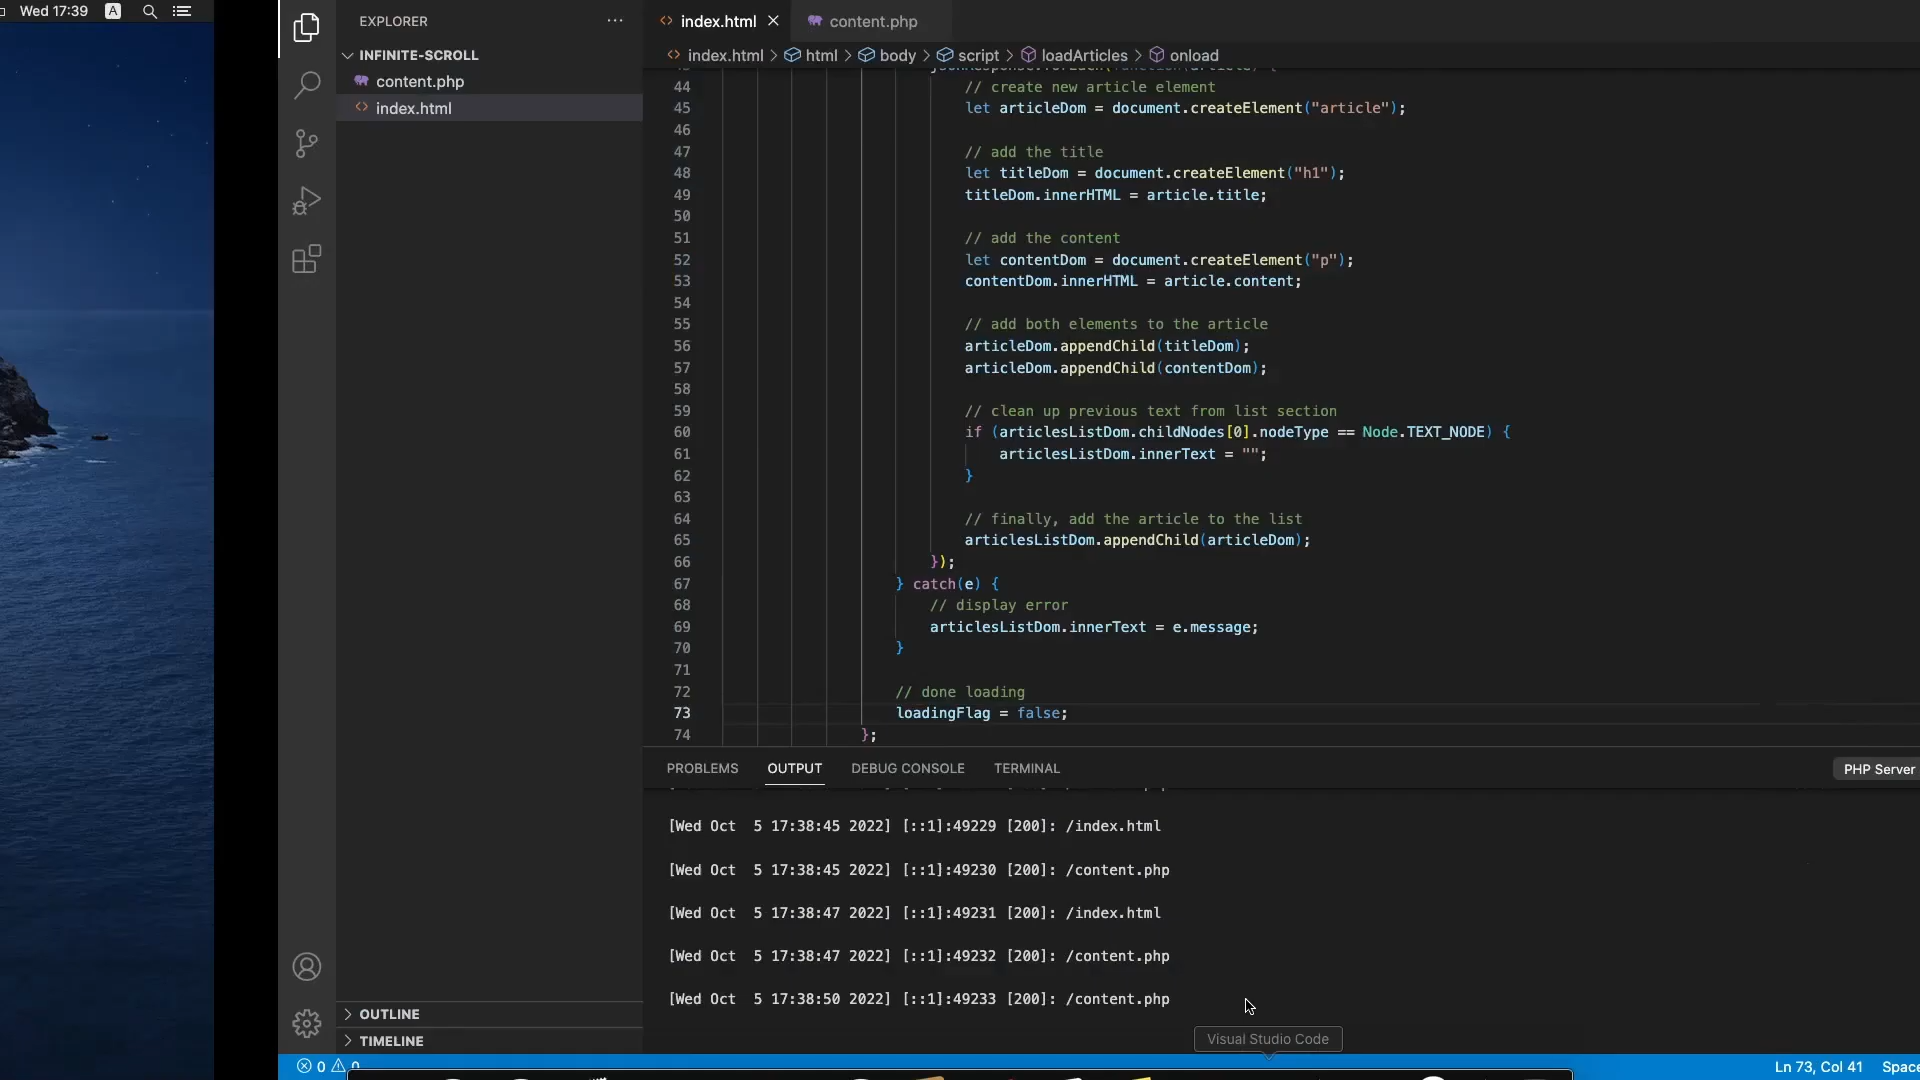 Wed 17:39 A
EXPLORER ···
INFINITE-SCROLL
content.php
index.html
OUTLINE
TIMELINE
index.html × content.php
index.html > html > body > script > loadArticles > onload
44 // create new article element
45 let articleDom = document.createElement("article");
46
47 // add the title
48 let titleDom = document.createElement("h1");
49 titleDom.innerHTML = article.title;
50
51 // add the content
52 let contentDom = document.createElement("p");
53 contentDom.innerHTML = article.content;
54
55 // add both elements to the article
56 articleDom.appendChild(titleDom);
57 articleDom.appendChild(contentDom);
58
59 // clean up previous text from list section
60 if (articlesListDom.childNodes[0].nodeType == Node.TEXT_NODE) {
61 articlesListDom.innerText = "";
62 }
63
64 // finally, add the article to the list
65 articlesListDom.appendChild(articleDom);
66 });
67 } catch(e) {
68 // display error
69 articlesListDom.innerText = e.message;
70 }
71
72 // done loading
73 loadingFlag = false;
74 };
PROBLEMS OUTPUT DEBUG CONSOLE TERMINAL PHP Server
[Wed Oct  5 17:38:45 2022] [::1]:49229 [200]: /index.html
[Wed Oct  5 17:38:45 2022] [::1]:49230 [200]: /content.php
[Wed Oct  5 17:38:47 2022] [::1]:49231 [200]: /index.html
[Wed Oct  5 17:38:47 2022] [::1]:49232 [200]: /content.php
[Wed Oct  5 17:38:50 2022] [::1]:49233 [200]: /content.php
Visual Studio Code
0 0 Ln 73, Col 41